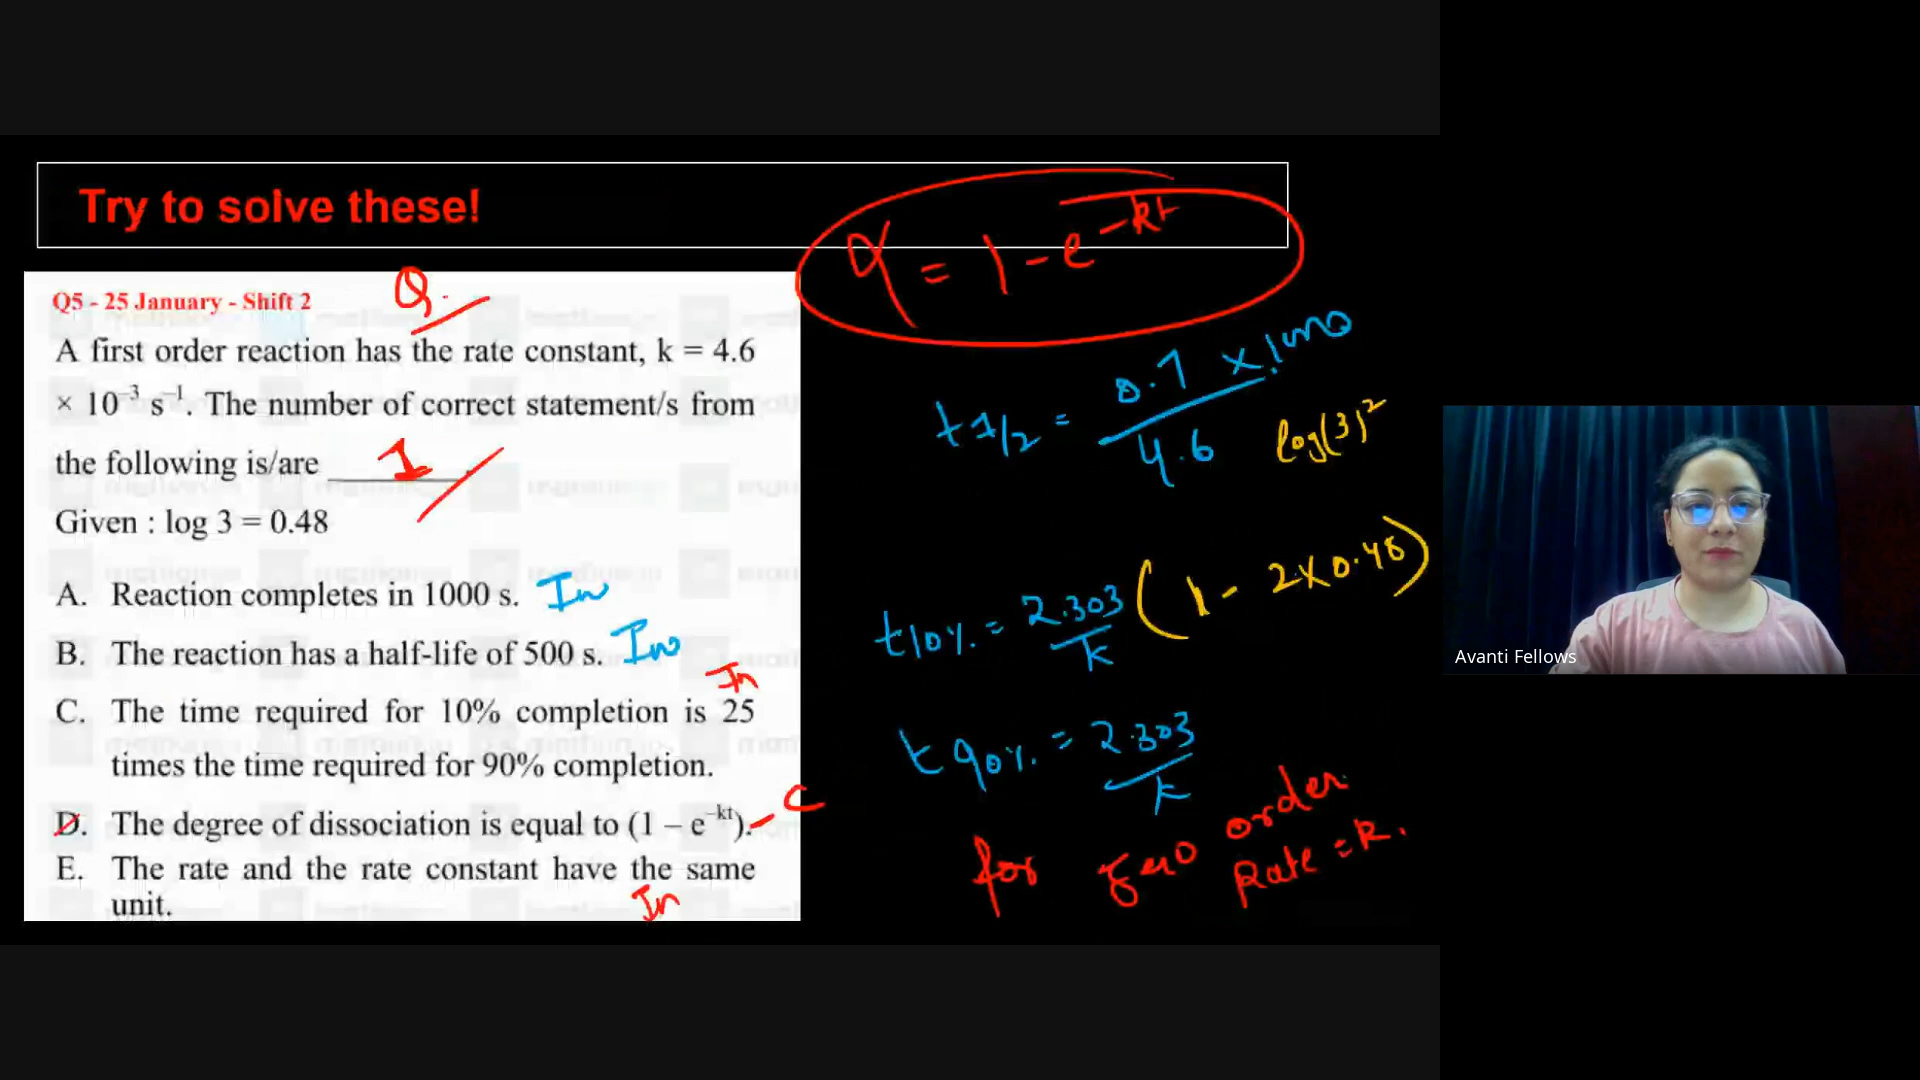 Try to solve these!
Q5 - 25 January - Shift 2
Q.
A first order reaction has the rate constant, k = 4.6
× 10⁻³ s⁻¹. The number of correct statement/s from
the following is/are ________ 1
Given : log 3 = 0.48
A. Reaction completes in 1000 s. In
B. The reaction has a half-life of 500 s. In
C. The time required for 10% completion is 25 In
times the time required for 90% completion.
D. The degree of dissociation is equal to (1 – e⁻ᵏᵗ). – C
E. The rate and the rate constant have the same
unit. In
α = 1 - e^-kt
t1/2 = 0.7 × 1000
4.6
log(3)²
t10% = 2.303 (1 - 2×0.48)
k
t90% = 2.303
k
for zero order
Rate = k.
Avanti Fellows